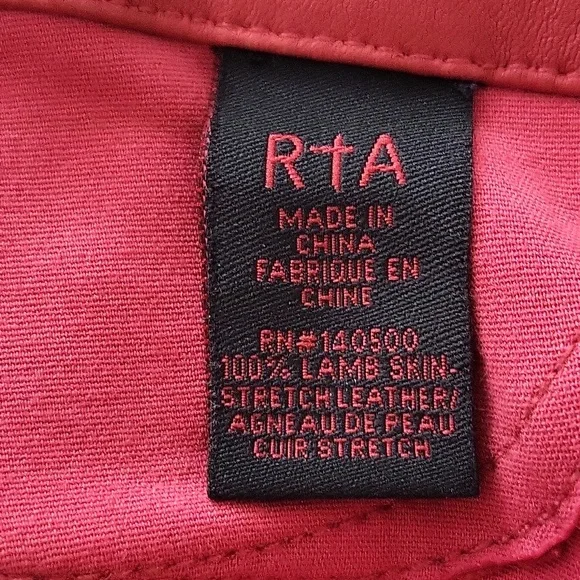 R†A
MADE IN
CHINA
FABRIQUE EN
CHINE
RN#140500
100% LAMB SKIN-
STRETCH LEATHER/
AGNEAU DE PEAU
CUIR STRETCH